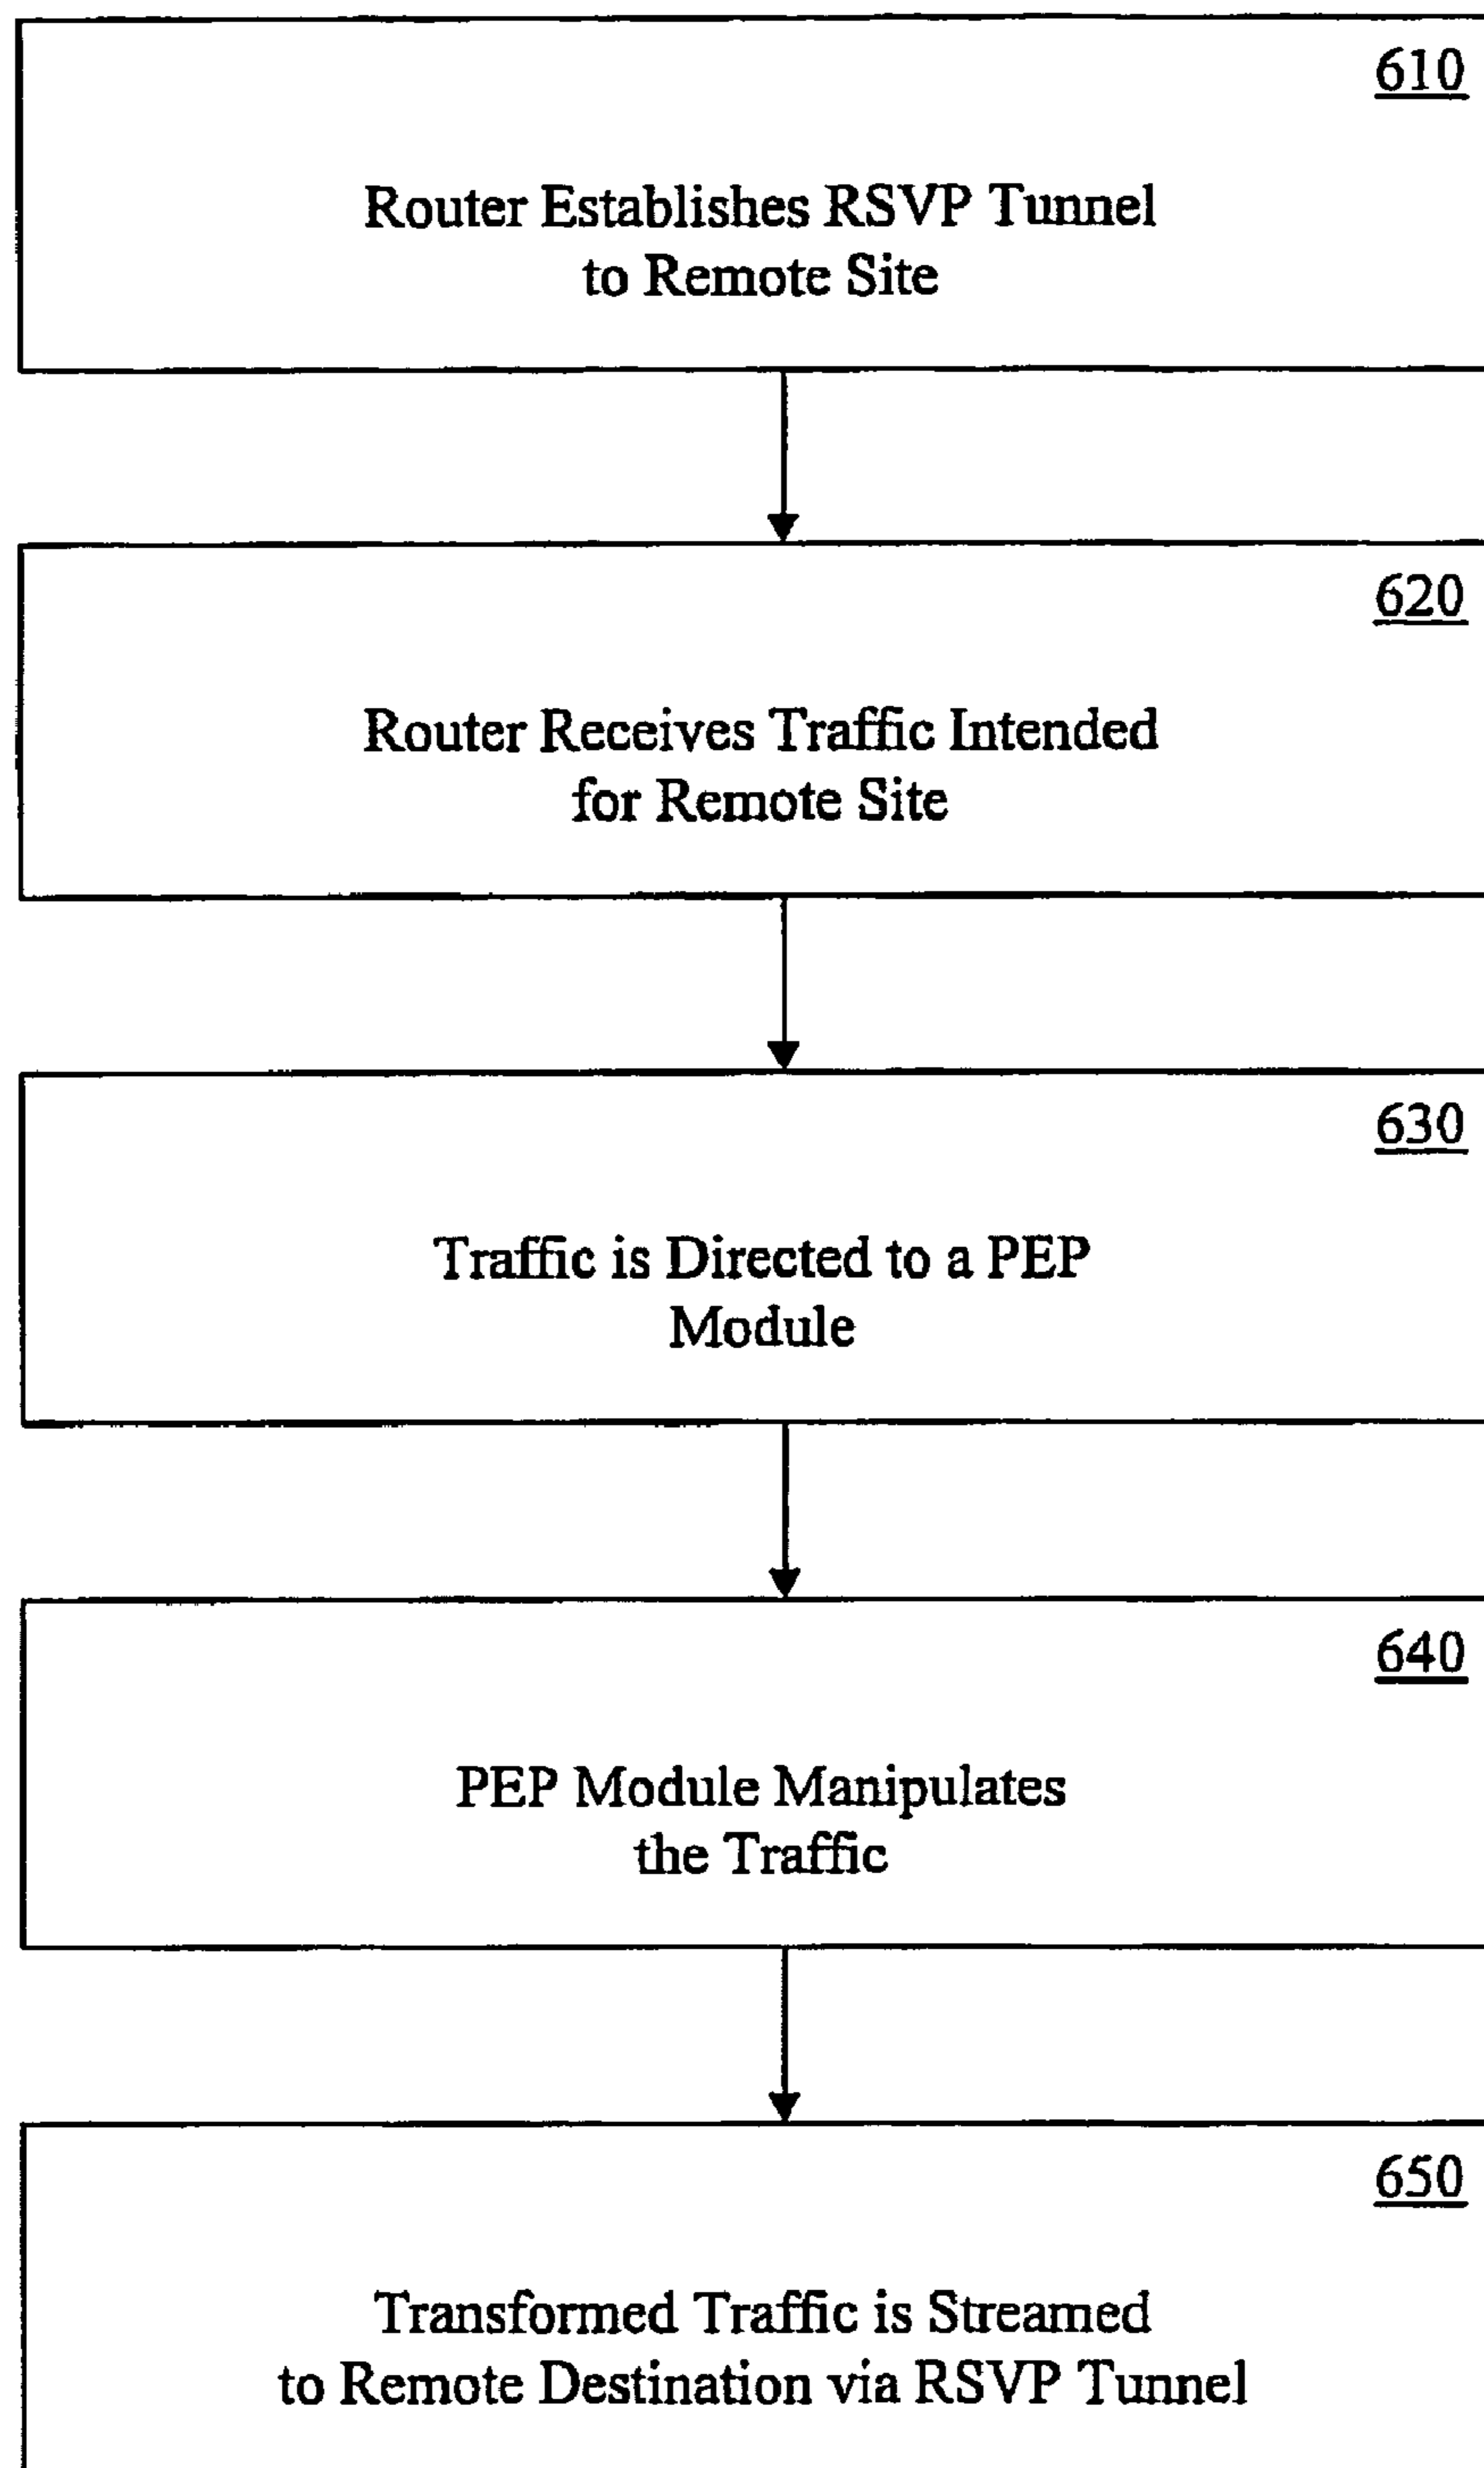 610
Router Establishes RSVP Tunnel
to Remote Site
620
Router Receives Traffic Intended
for Remote Site
630
Traffic is Directed to a PEP
Module
640
PEP Module Manipulates
the Traffic
650
Transformed Traffic is Streamed
to Remote Destination via RSVP Tunnel